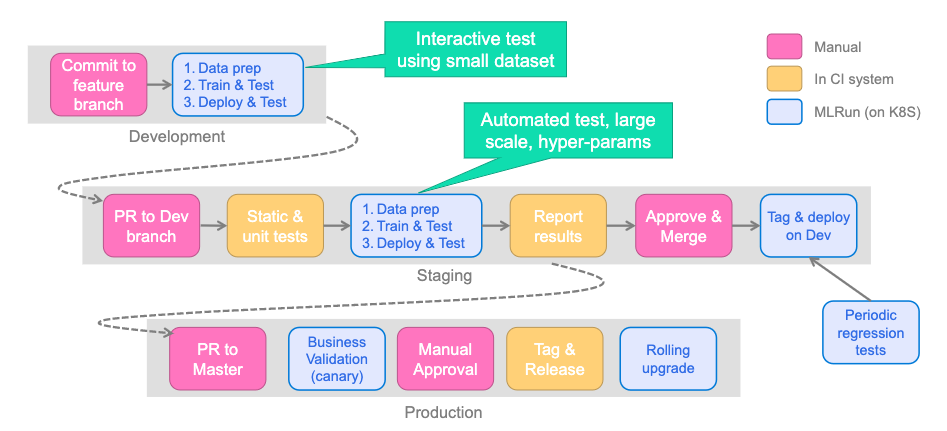 Interactive test
using small dataset
Manual
In CI system
MLRun (on K8S)
Commit to
feature
branch
1. Data prep
2. Train & Test
3. Deploy & Test
Development
Automated test, large
scale, hyper-params
PR to Dev
branch
Static &
unit tests
1. Data prep
2. Train & Test
3. Deploy & Test
Report
results
Approve &
Merge
Tag & deploy
on Dev
Staging
Periodic
regression
tests
PR to
Master
Business
Validation
(canary)
Manual
Approval
Tag &
Release
Rolling
upgrade
Production